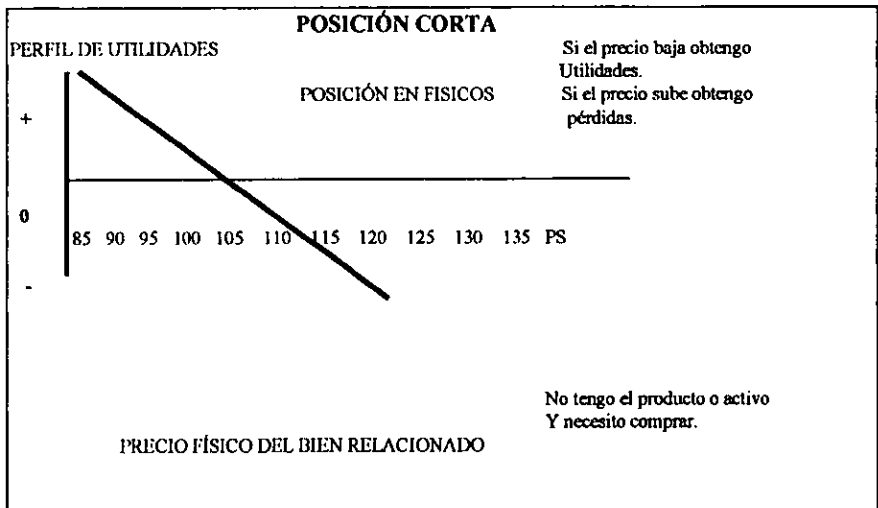 POSICIÓN CORTA
PERFIL DE UTILIDADES
Si el precio baja obtengo
Utilidades.
POSICIÓN EN FISICOS
Si el precio sube obtengo
pérdidas.
+
0
85 90 95 100 105 110 115 120 125 130 135 PS
-
No tengo el producto o activo
Y necesito comprar.
PRECIO FÍSICO DEL BIEN RELACIONADO